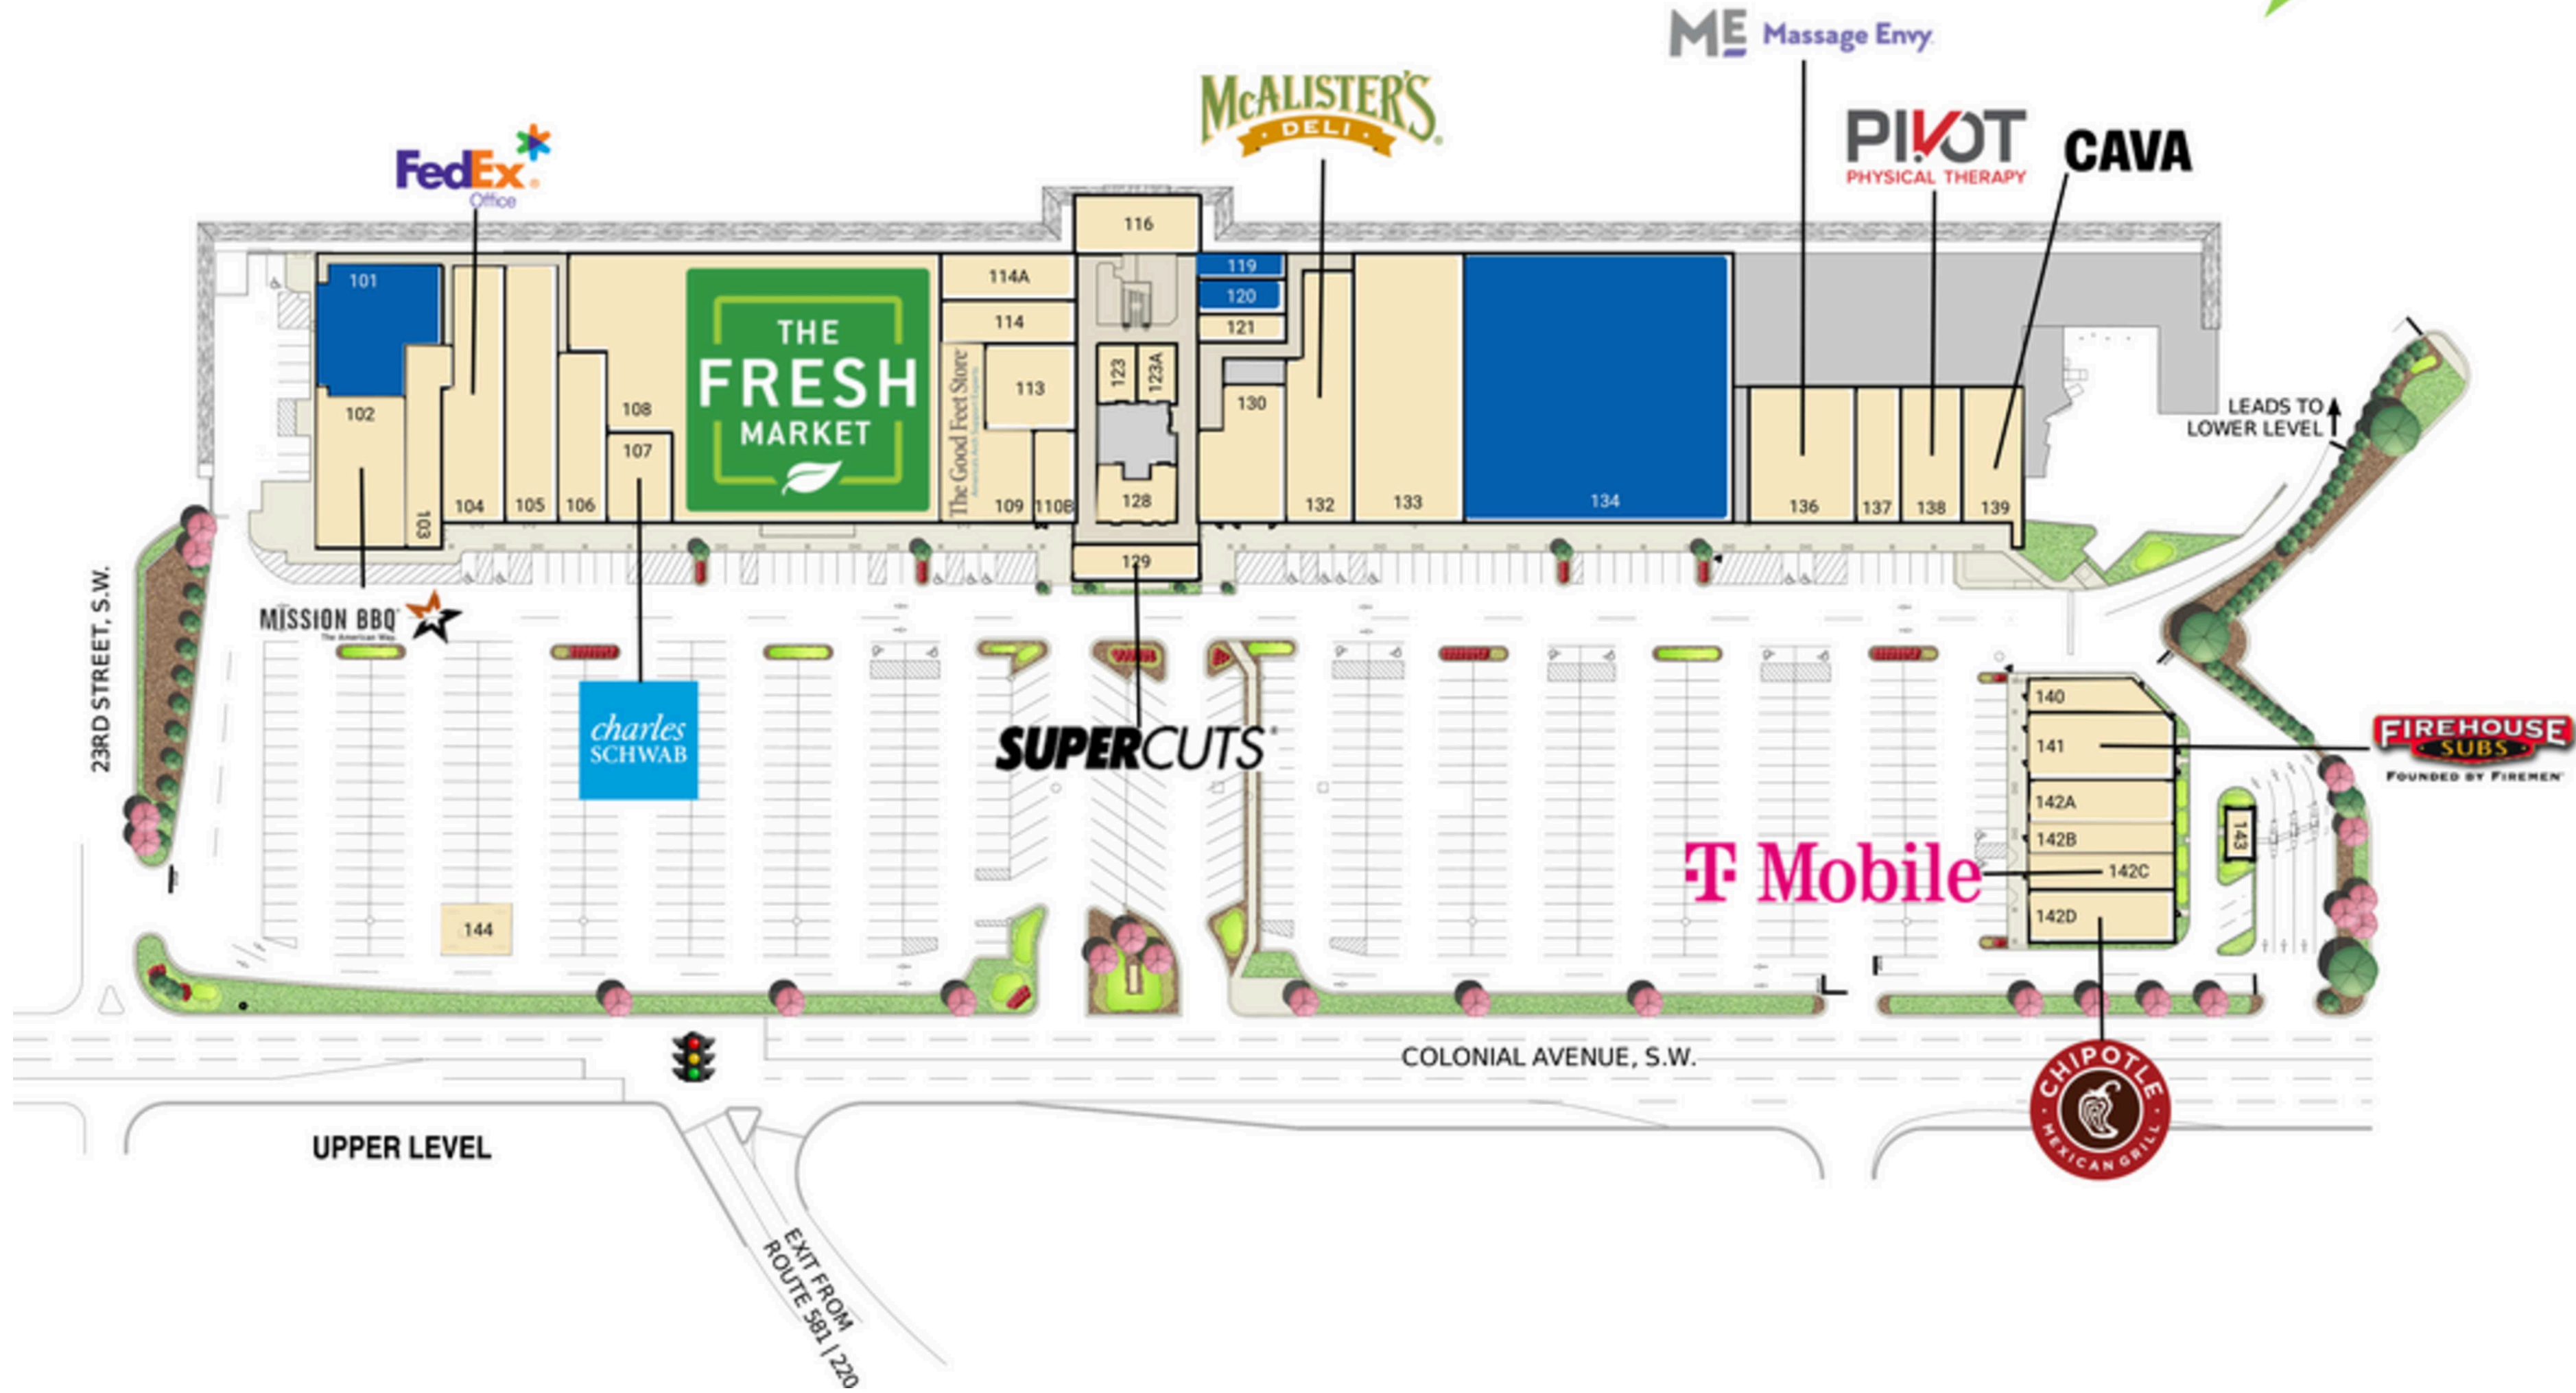 ME Massage Envy
McALISTER'S
DELI
PIVOT
PHYSICAL THERAPY
CAVA
FedEx
Office
116
101
114A
119
120
114
121
THE
FRESH
MARKET
The Good Feet Store
113
123
123A
102
108
130
107
103
104
105
106
109
110B
128
132
133
134
136
137
138
139
129
LEADS TO
LOWER LEVEL
23RD STREET, S.W.
MISSION BBQ
The American Way.
charles
SCHWAB
SUPERCUTS
140
141
142A
142B
142C
142D
143
FIREHOUSE
SUBS
FOUNDED BY FIREMEN
T Mobile
144
COLONIAL AVENUE, S.W.
CHIPOTLE
MEXICAN GRILL
UPPER LEVEL
EXIT FROM
ROUTE 581 | 220